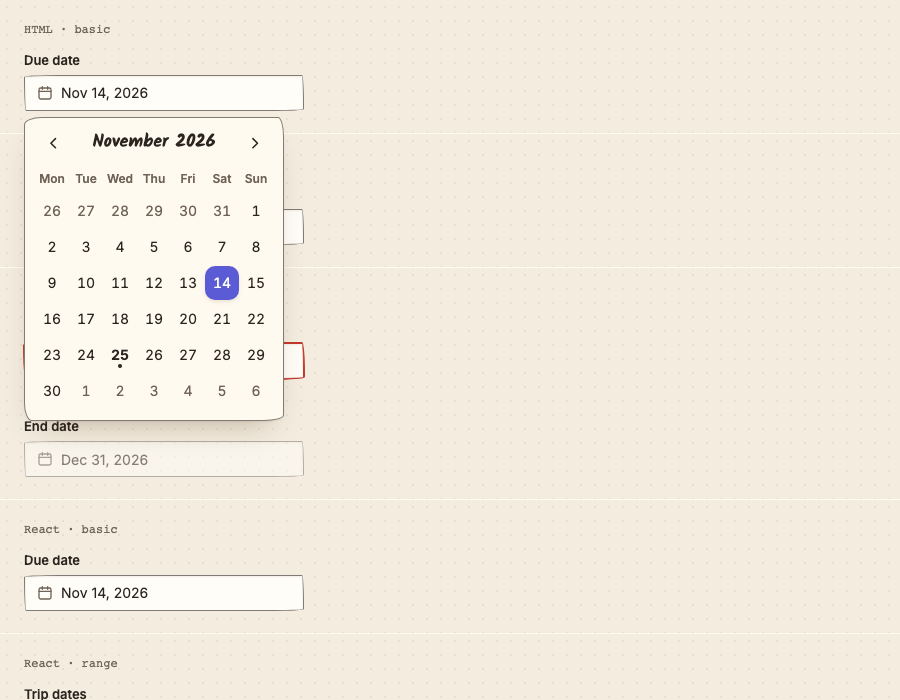 HTML · basic
Due date
Nov 14, 2026
November 2026
Mon Tue Wed Thu Fri Sat Sun
26 27 28 29 30 31 1
2 3 4 5 6 7 8
9 10 11 12 13 14 15
16 17 18 19 20 21 22
23 24 25 26 27 28 29
30 1 2 3 4 5 6
End date
Dec 31, 2026
React · basic
Due date
Nov 14, 2026
React · range
Trip dates